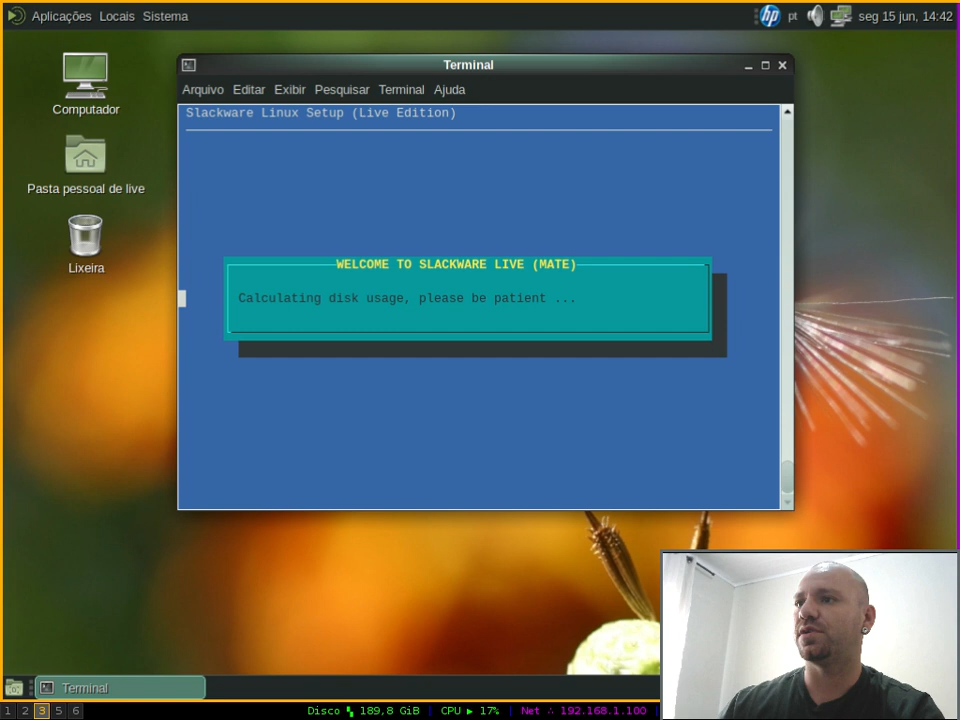 Aplicações Locais Sistema
hp pt seg 15 jun, 14:42
Terminal
Arquivo Editar Exibir Pesquisar Terminal Ajuda
Slackware Linux Setup (Live Edition)
WELCOME TO SLACKWARE LIVE (MATE)
Calculating disk usage, please be patient ...
Computador
Pasta pessoal de live
Lixeira
Terminal
1 2 3 5 6
Disco 189,8 GiB | CPU ▶ 17% | Net ∴ 192.168.1.100 |